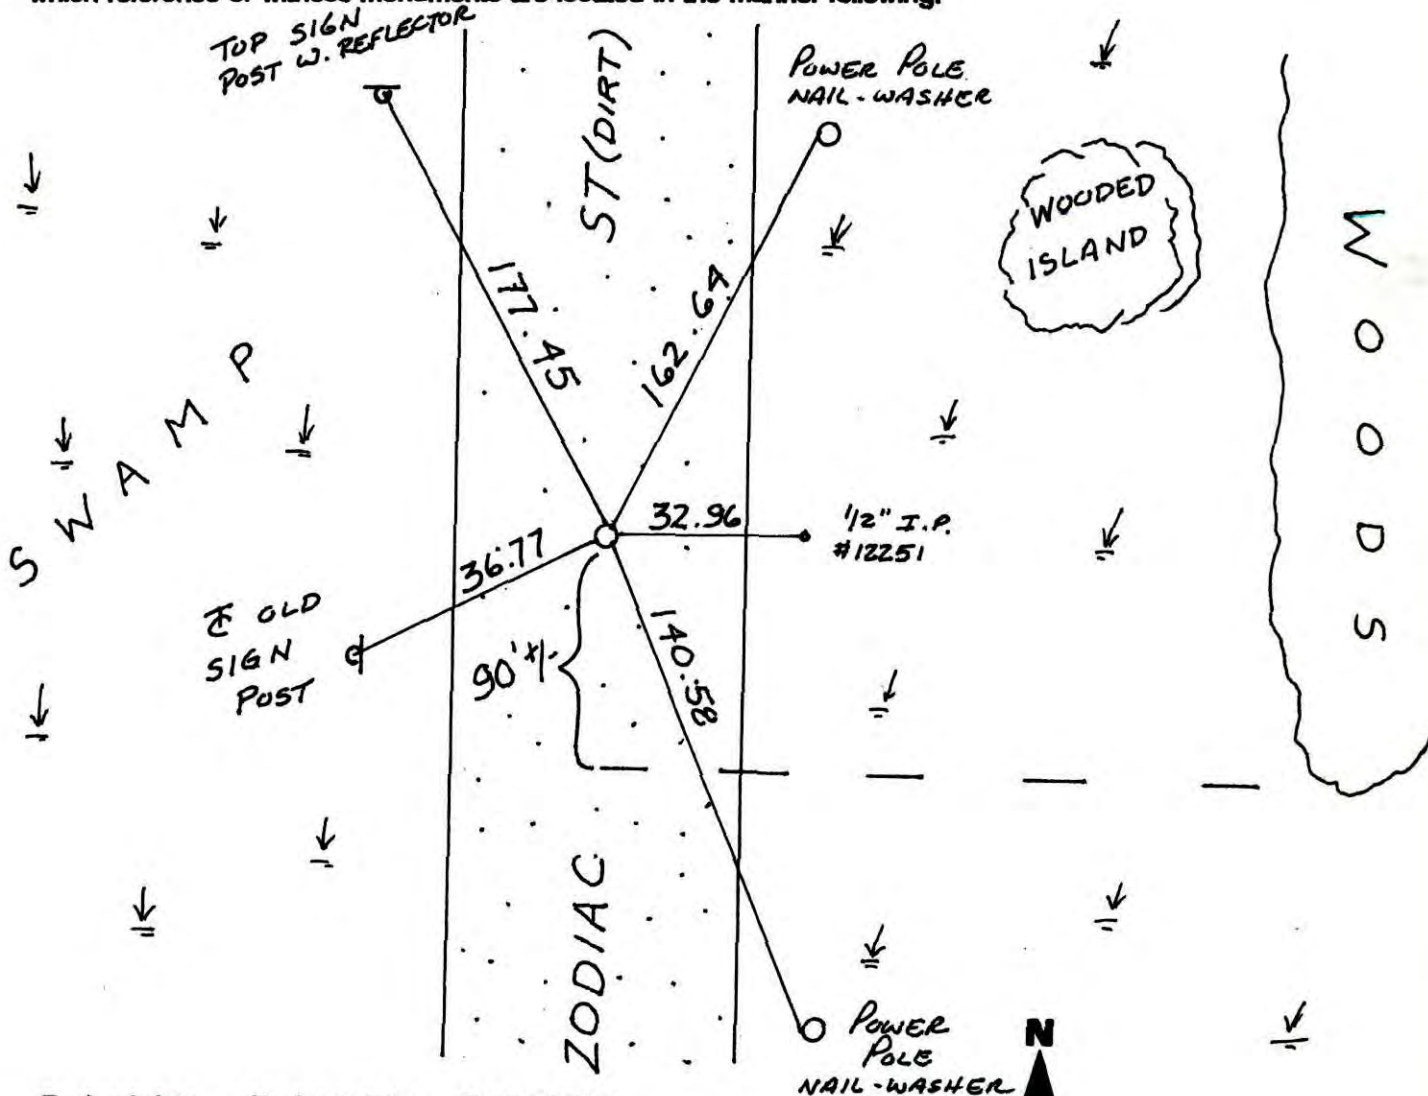 TOP SIGN
POST W. REFLECTOR
ST (DIRT)
POWER POLE
NAIL-WASHER
WOODED
ISLAND
WOODS
177.45
162.64
SWAMP
32.96
1/2" I.P.
#12251
36.77
OLD
SIGN
POST
90' +/-
140.58
ZODIAC
POWER
POLE
NAIL-WASHER
N